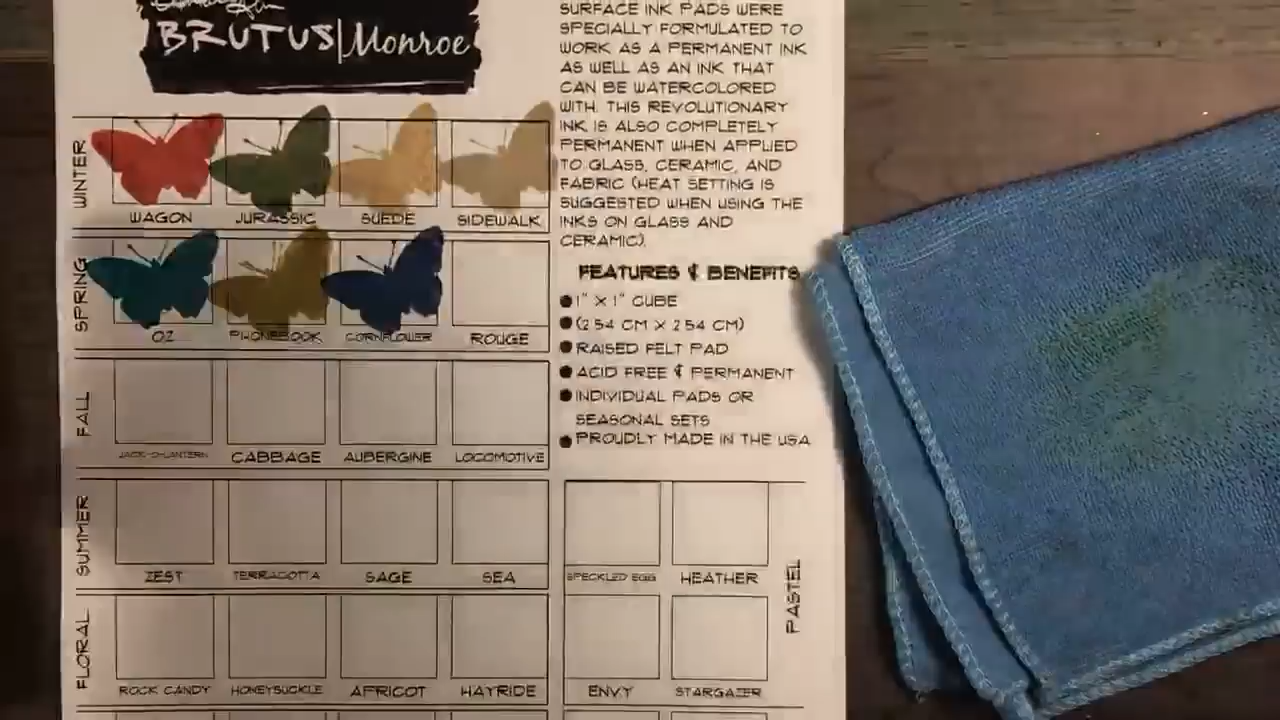 BRUTUS|Monroe
SURFACE INK PADS WERE
SPECIALLY FORMULATED TO
WORK AS A PERMANENT INK
AS WELL AS AN INK THAT
CAN BE WATERCOLORED
WITH. THIS REVOLUTIONARY
INK IS ALSO COMPLETELY
PERMANENT WHEN APPLIED
TO GLASS, CERAMIC, AND
FABRIC (HEAT SETTING IS
SUGGESTED WHEN USING THE
INKS ON GLASS AND
CERAMIC).
FEATURES & BENEFITS
1" X 1" CUBE
(2.54 CM X 2.54 CM)
RAISED FELT PAD
ACID FREE & PERMANENT
INDIVIDUAL PADS OR
SEASONAL SETS
PROUDLY MADE IN THE USA
WINTER
WAGON JURASSIC SUEDE SIDEWALK
SPRING
OZ PHONEBOOK CORNFLOWER ROUGE
FALL
JACK-O-LANTERN CABBAGE AUBERGINE LOCOMOTIVE
SUMMER
ZEST TERRACOTTA SAGE SEA
FLORAL
ROCK CANDY HONEYSUCKLE APRICOT HAYRIDE
PASTEL
SPECKLED EGG HEATHER
ENVY STARGAZER